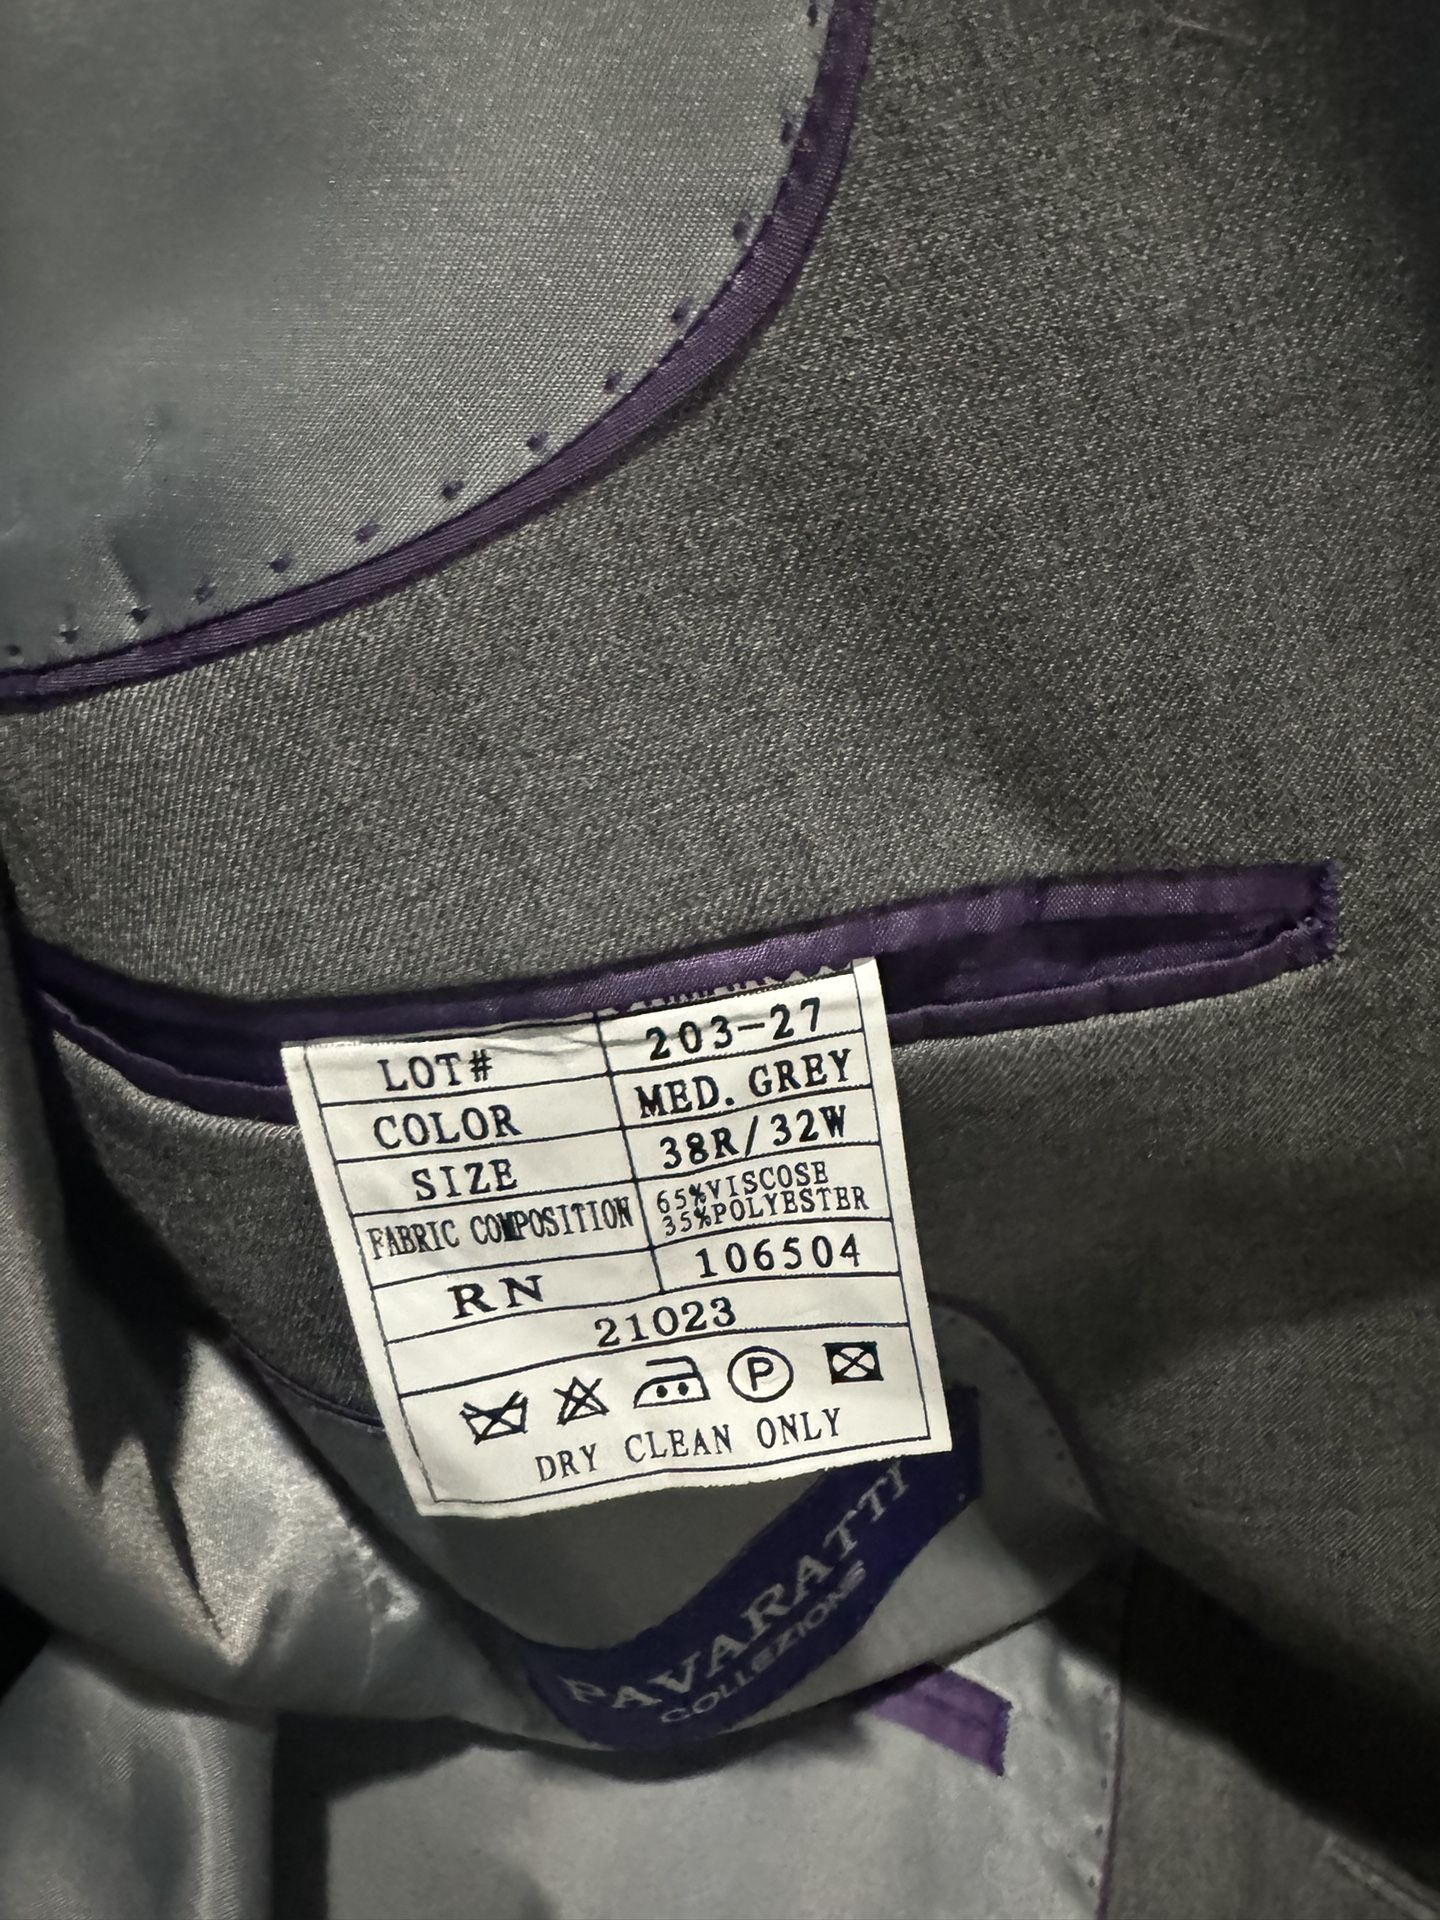 LOT# 203-27
COLOR MED. GREY
SIZE 38R/32W
FABRIC COMPOSITION 65%VISCOSE
35%POLYESTER
RN 106504
21023
P
DRY CLEAN ONLY
PAVARATTI
COLLEZIONS